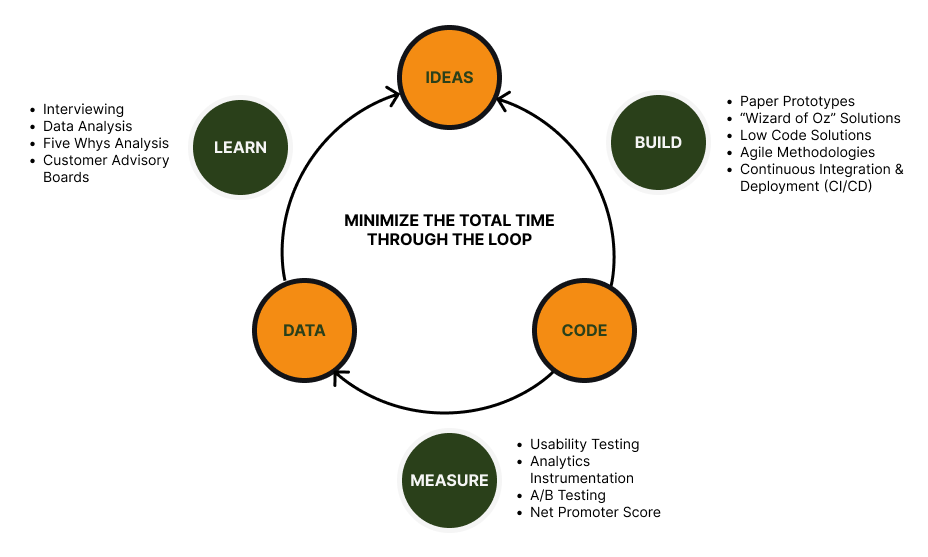 IDEAS
LEARN
• Interviewing
• Data Analysis
• Five Whys Analysis
• Customer Advisory
Boards
BUILD
• Paper Prototypes
• “Wizard of Oz” Solutions
• Low Code Solutions
• Agile Methodologies
• Continuous Integration &
Deployment (CI/CD)
MINIMIZE THE TOTAL TIME
THROUGH THE LOOP
DATA
CODE
MEASURE
• Usability Testing
• Analytics
Instrumentation
• A/B Testing
• Net Promoter Score